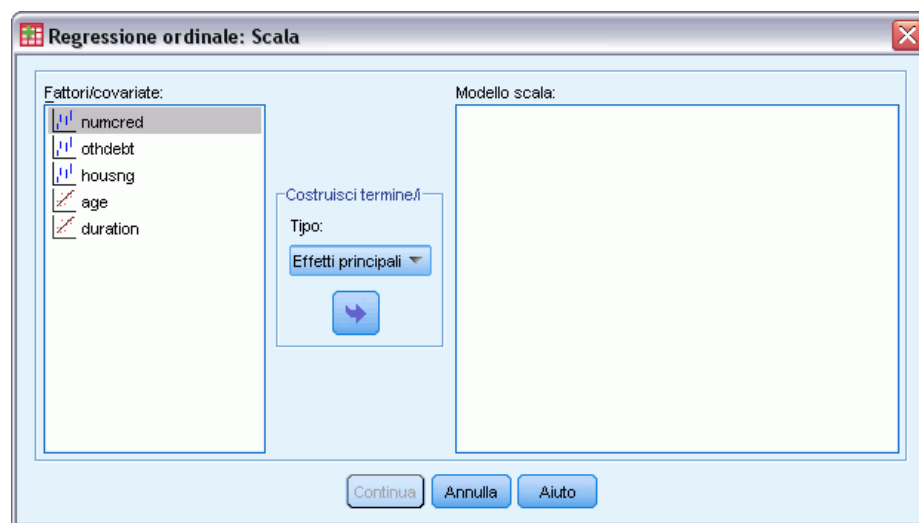 Regressione ordinale: Scala
Fattori/covariate:
numcred
othdebt
housng
age
duration
Costruisci termine/i
Tipo:
Effetti principali
Modello scala:
Continua
Annulla
Aiuto